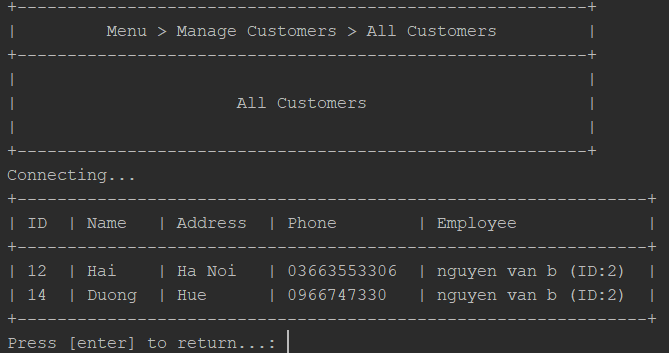 +---------------------------------------------------------+
|         Menu > Manage Customers > All Customers         |
+---------------------------------------------------------+
|                                                         |
|                      All Customers                      |
|                                                         |
+---------------------------------------------------------+
Connecting...
+---------------------------------------------------------------+
| ID  | Name   | Address  | Phone        | Employee             |
+---------------------------------------------------------------+
| 12  | Hai    | Ha Noi   | 03663553306  | nguyen van b (ID:2)  |
| 14  | Duong  | Hue      | 0966747330   | nguyen van b (ID:2)  |
+---------------------------------------------------------------+
Press [enter] to return...: